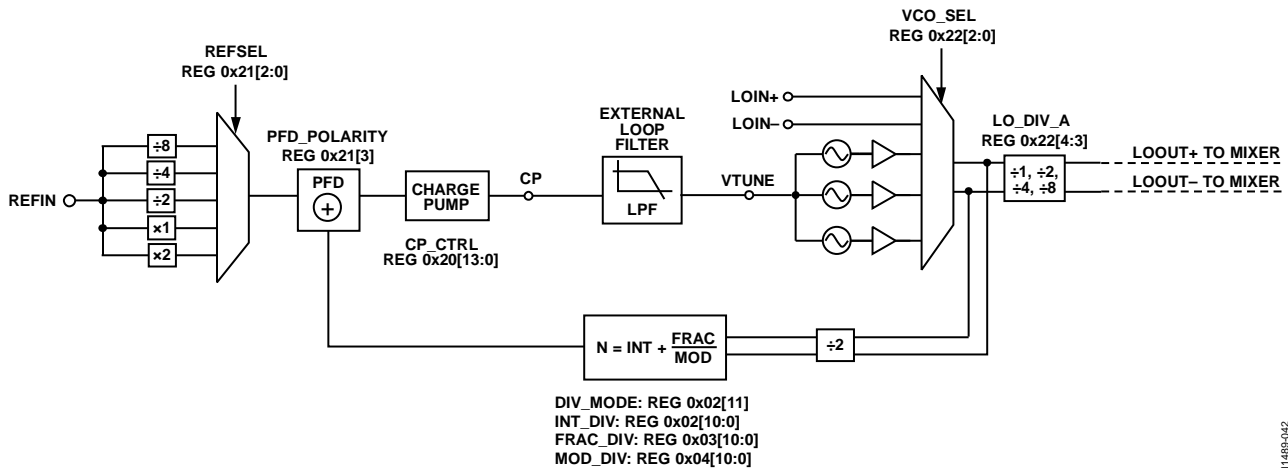 VCO_SEL
REG 0x22[2:0]
REFSEL
REG 0x21[2:0]
LOIN+
EXTERNAL
LOOP
FILTER
LOIN–
LO_DIV_A
REG 0x22[4:3]
PFD_POLARITY
REG 0x21[3]
÷8
÷4
÷2
×1
×2
REFIN
PFD
+
CHARGE
PUMP
CP
LPF
VTUNE
÷1, ÷2,
÷4, ÷8
LOOUT+ TO MIXER
LOOUT– TO MIXER
CP_CTRL
REG 0x20[13:0]
N = INT + FRAC
MOD
÷2
DIV_MODE: REG 0x02[11]
INT_DIV: REG 0x02[10:0]
FRAC_DIV: REG 0x03[10:0]
MOD_DIV: REG 0x04[10:0]